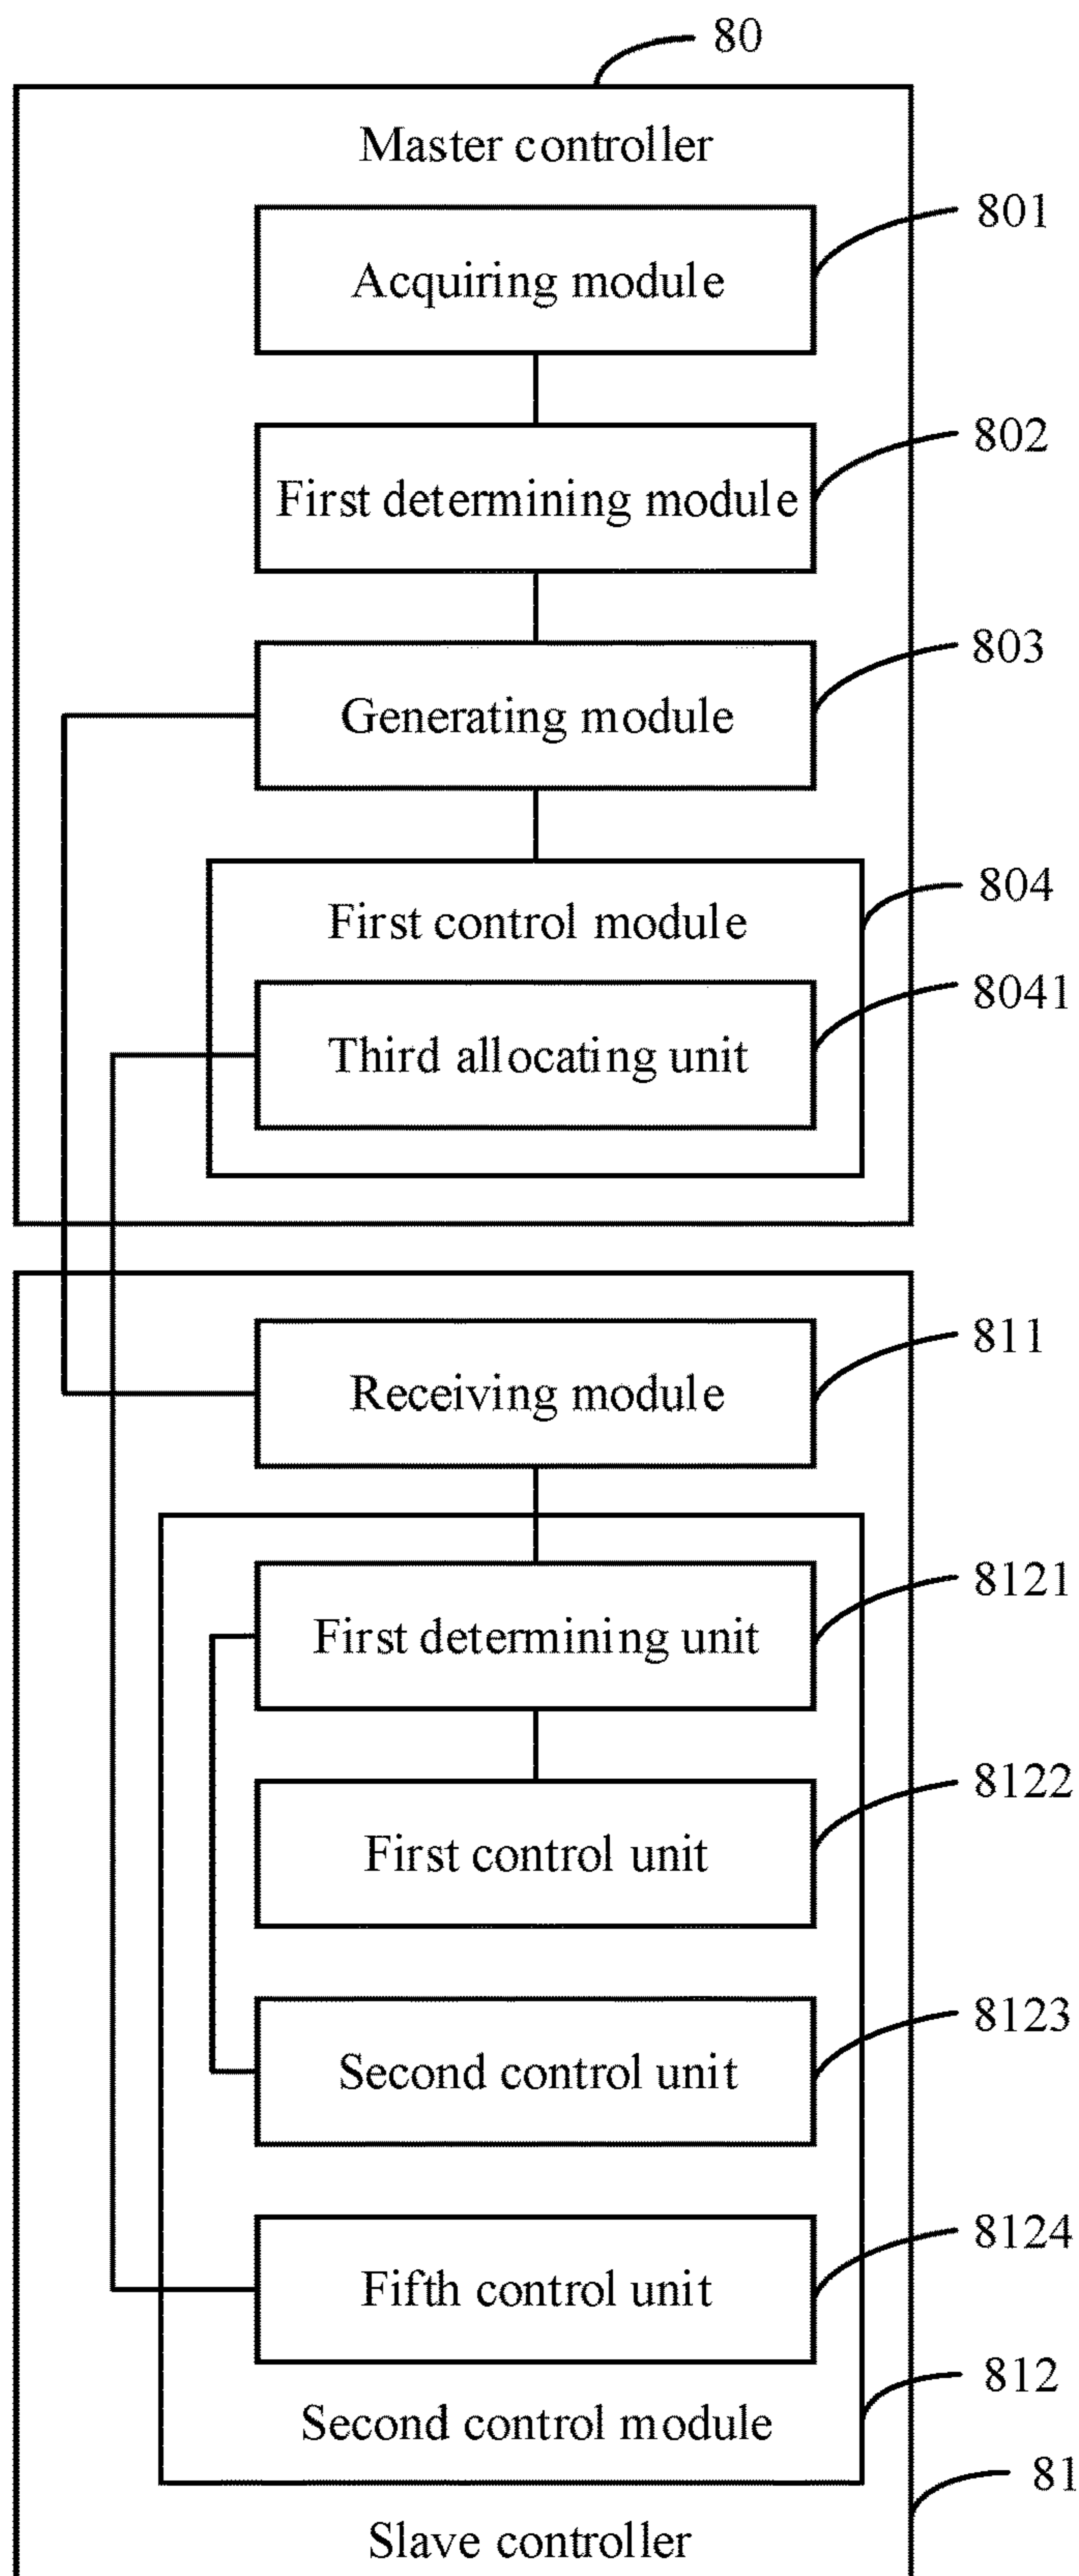 80
Master controller
801
Acquiring module
802
First determining module
803
Generating module
804
First control module
8041
Third allocating unit
811
Receiving module
8121
First determining unit
8122
First control unit
8123
Second control unit
8124
Fifth control unit
812
Second control module
81
Slave controller